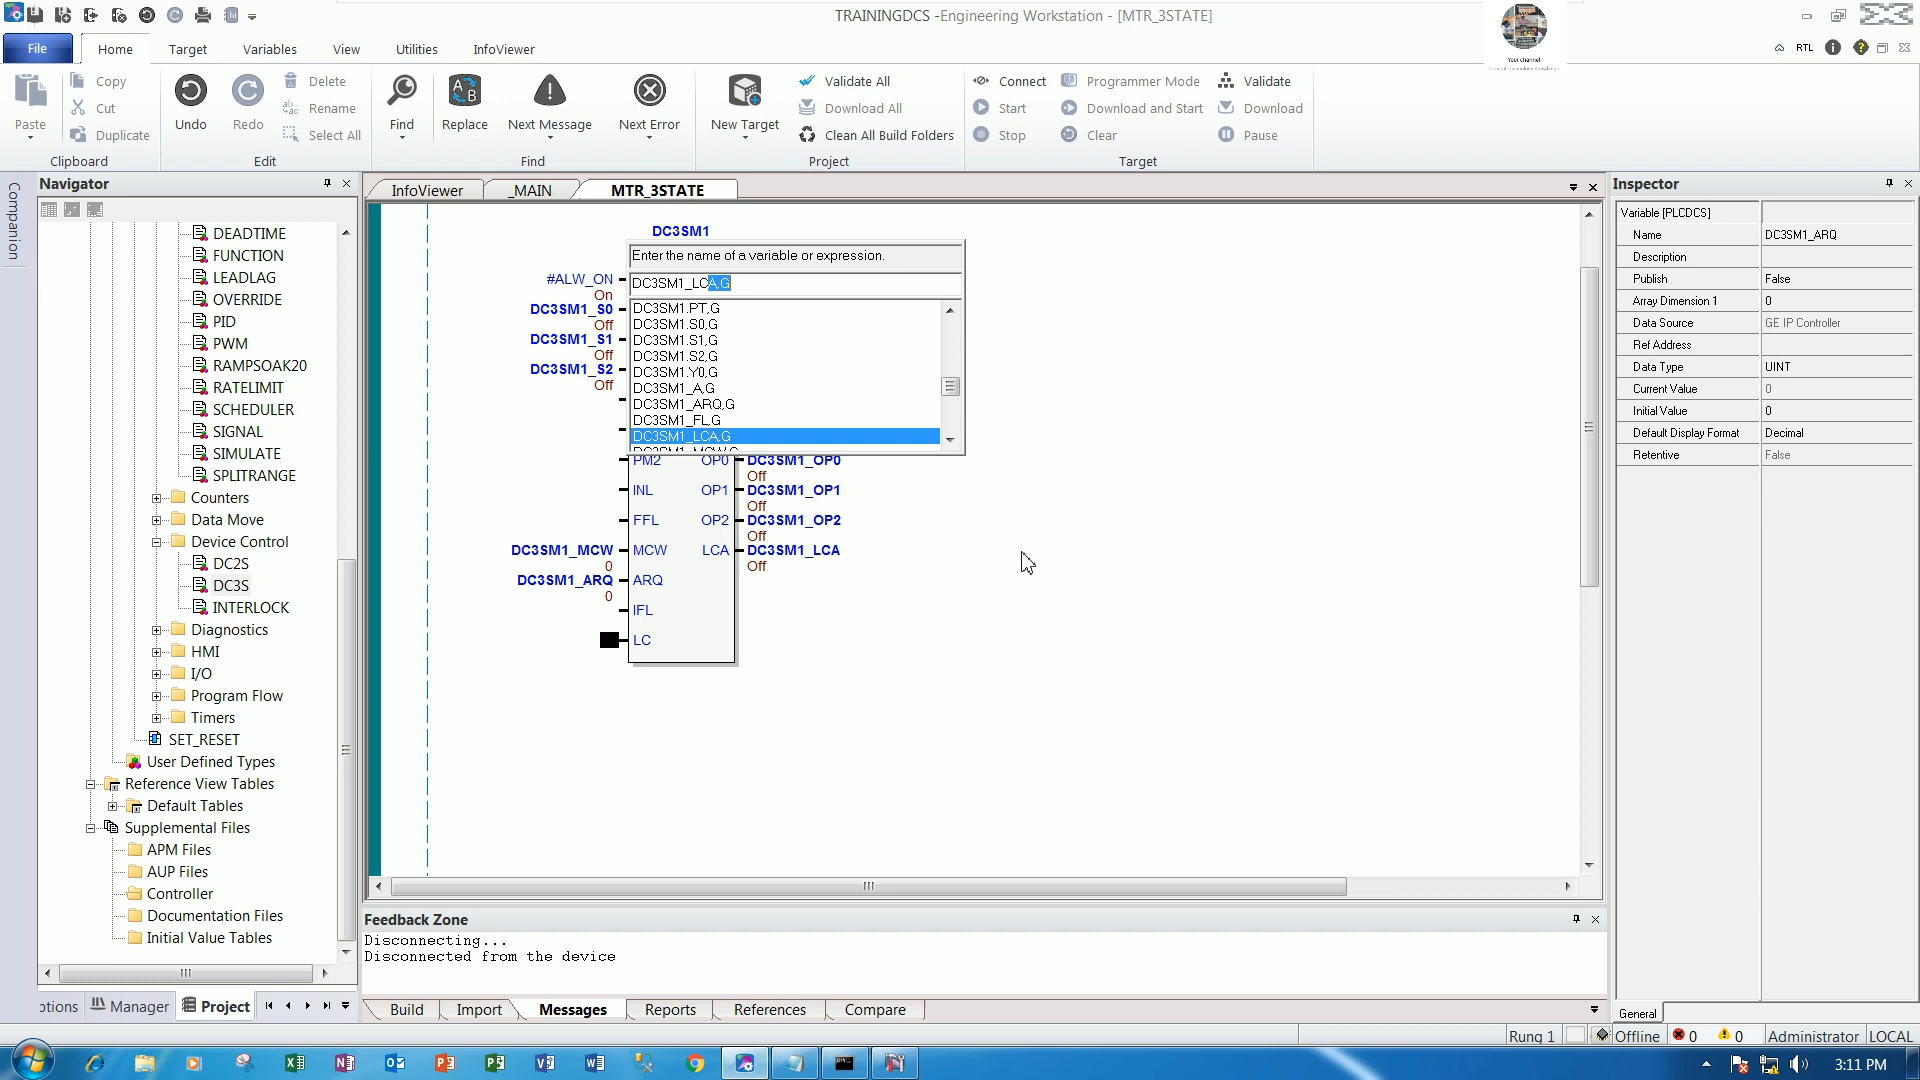 TRAININGDCS -Engineering Workstation - [MTR_3STATE]
Your channel
File
Home
Target
Variables
View
Utilities
InfoViewer
RTL
Paste
Copy
Cut
Duplicate
Clipboard
Undo
Redo
Delete
Rename
Select All
Edit
Find
Replace
Next Message
Next Error
Find
New Target
Validate All
Download All
Clean All Build Folders
Project
Connect
Start
Stop
Programmer Mode
Download and Start
Clear
Validate
Download
Pause
Target
Companion
Navigator
DEADTIME
FUNCTION
LEADLAG
OVERRIDE
PID
PWM
RAMPSOAK20
RATELIMIT
SCHEDULER
SIGNAL
SIMULATE
SPLITRANGE
Counters
Data Move
Device Control
DC2S
DC3S
INTERLOCK
Diagnostics
HMI
I/O
Program Flow
Timers
SET_RESET
User Defined Types
Reference View Tables
Default Tables
Supplemental Files
APM Files
AUP Files
Controller
Documentation Files
Initial Value Tables
Manager
Project
InfoViewer
_MAIN
MTR_3STATE
DC3SM1
Enter the name of a variable or expression.
DC3SM1_LCA,G
DC3SM1.PT,G
DC3SM1.S0,G
DC3SM1.S1,G
DC3SM1.S2,G
DC3SM1.Y0,G
DC3SM1_A,G
DC3SM1_ARQ,G
DC3SM1_FL,G
DC3SM1_LCA,G
#ALW_ON
On
DC3SM1_S0
Off
DC3SM1_S1
Off
DC3SM1_S2
Off
PM2 OP0 DC3SM1_OP0
Off
INL OP1 DC3SM1_OP1
Off
FFL OP2 DC3SM1_OP2
Off
DC3SM1_MCW MCW LCA DC3SM1_LCA
0 Off
DC3SM1_ARQ ARQ
0
IFL
LC
Feedback Zone
Disconnecting...
Disconnected from the device
Build
Import
Messages
Reports
References
Compare
Inspector
Variable [PLCDCS]
Name DC3SM1_ARQ
Description
Publish False
Array Dimension 1 0
Data Source GE IP Controller
Ref Address
Data Type UINT
Current Value 0
Initial Value 0
Default Display Format Decimal
Retentive False
General
Rung 1
Offline
0
0
Administrator
LOCAL
3:11 PM